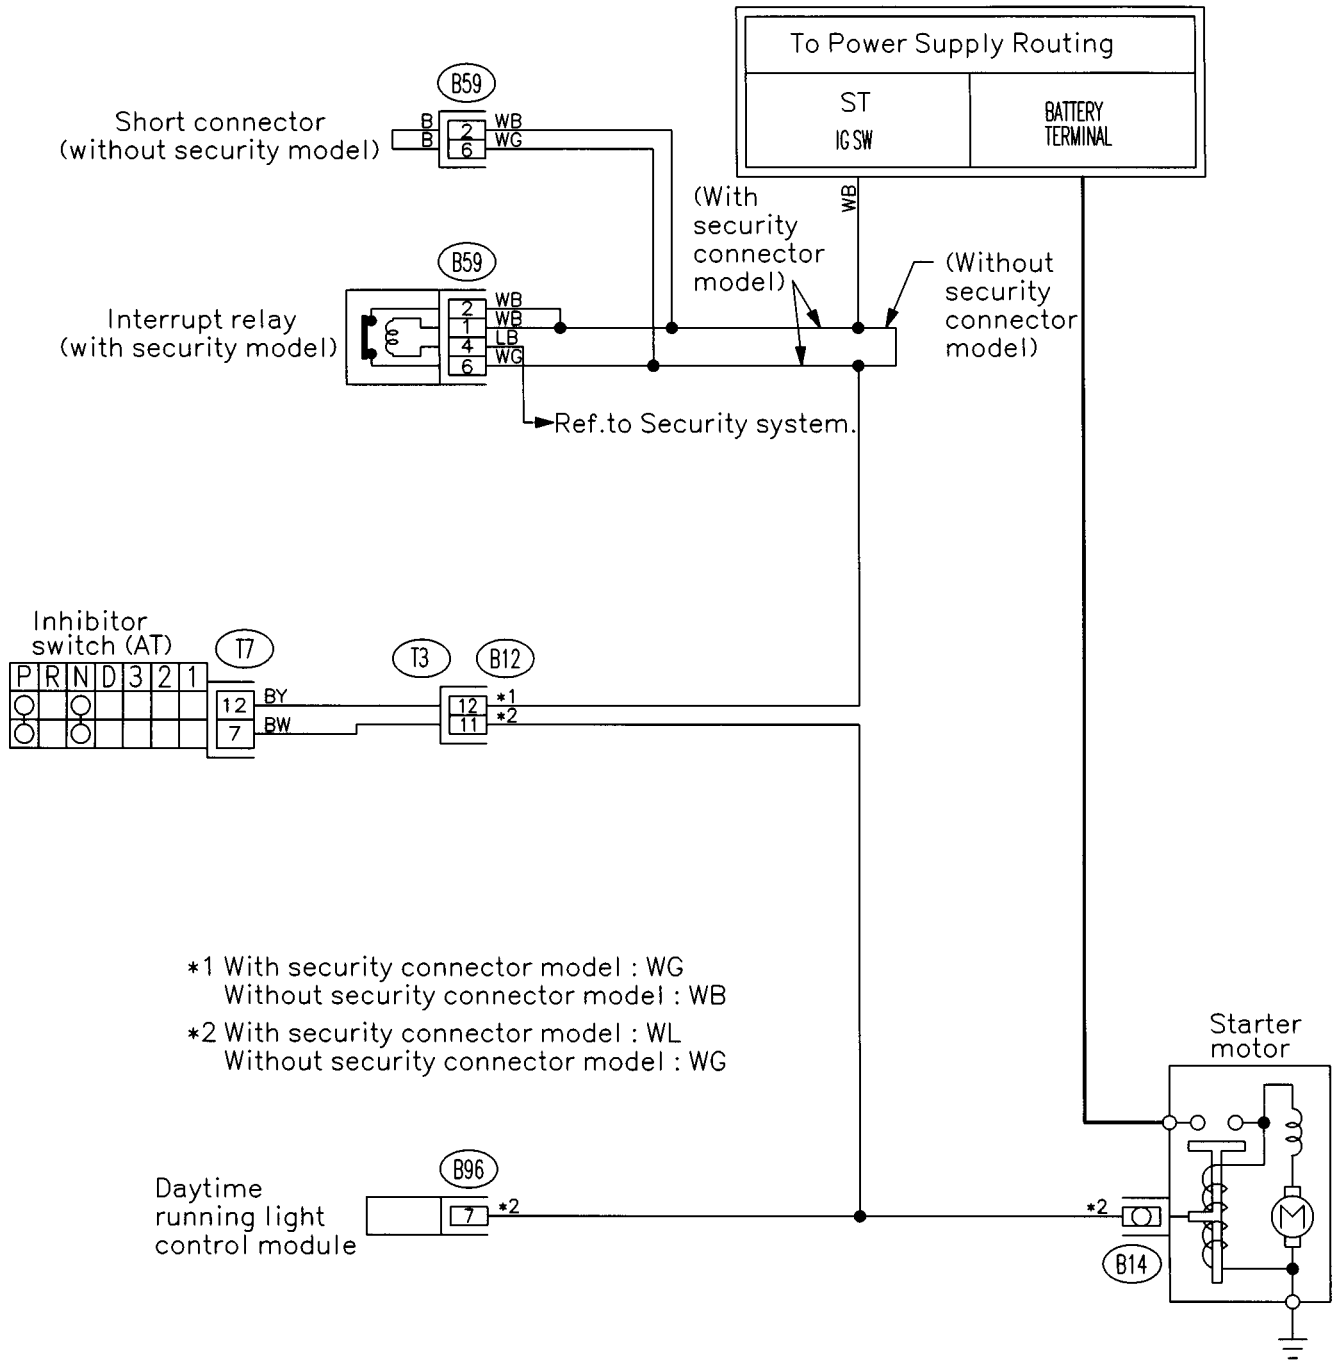 To Power Supply Routing
ST
IG SW
BATTERY
TERMINAL
B59
Short connector
(without security model)
B
B
2
6
WB
WG
WB
(With
security
connector
model)
(Without
security
connector
model)
B59
Interrupt relay
(with security model)
2
1
4
6
WB
WB
LB
WG
Ref.to Security system.
Inhibitor
switch (AT)
P R N D 3 2 1
T7
12
7
BY
BW
T3
B12
12
11
*1
*2
*1 With security connector model : WG
Without security connector model : WB
*2 With security connector model : WL
Without security connector model : WG
Starter
motor
M
Daytime
running light
control module
B96
7
*2
*2
B14